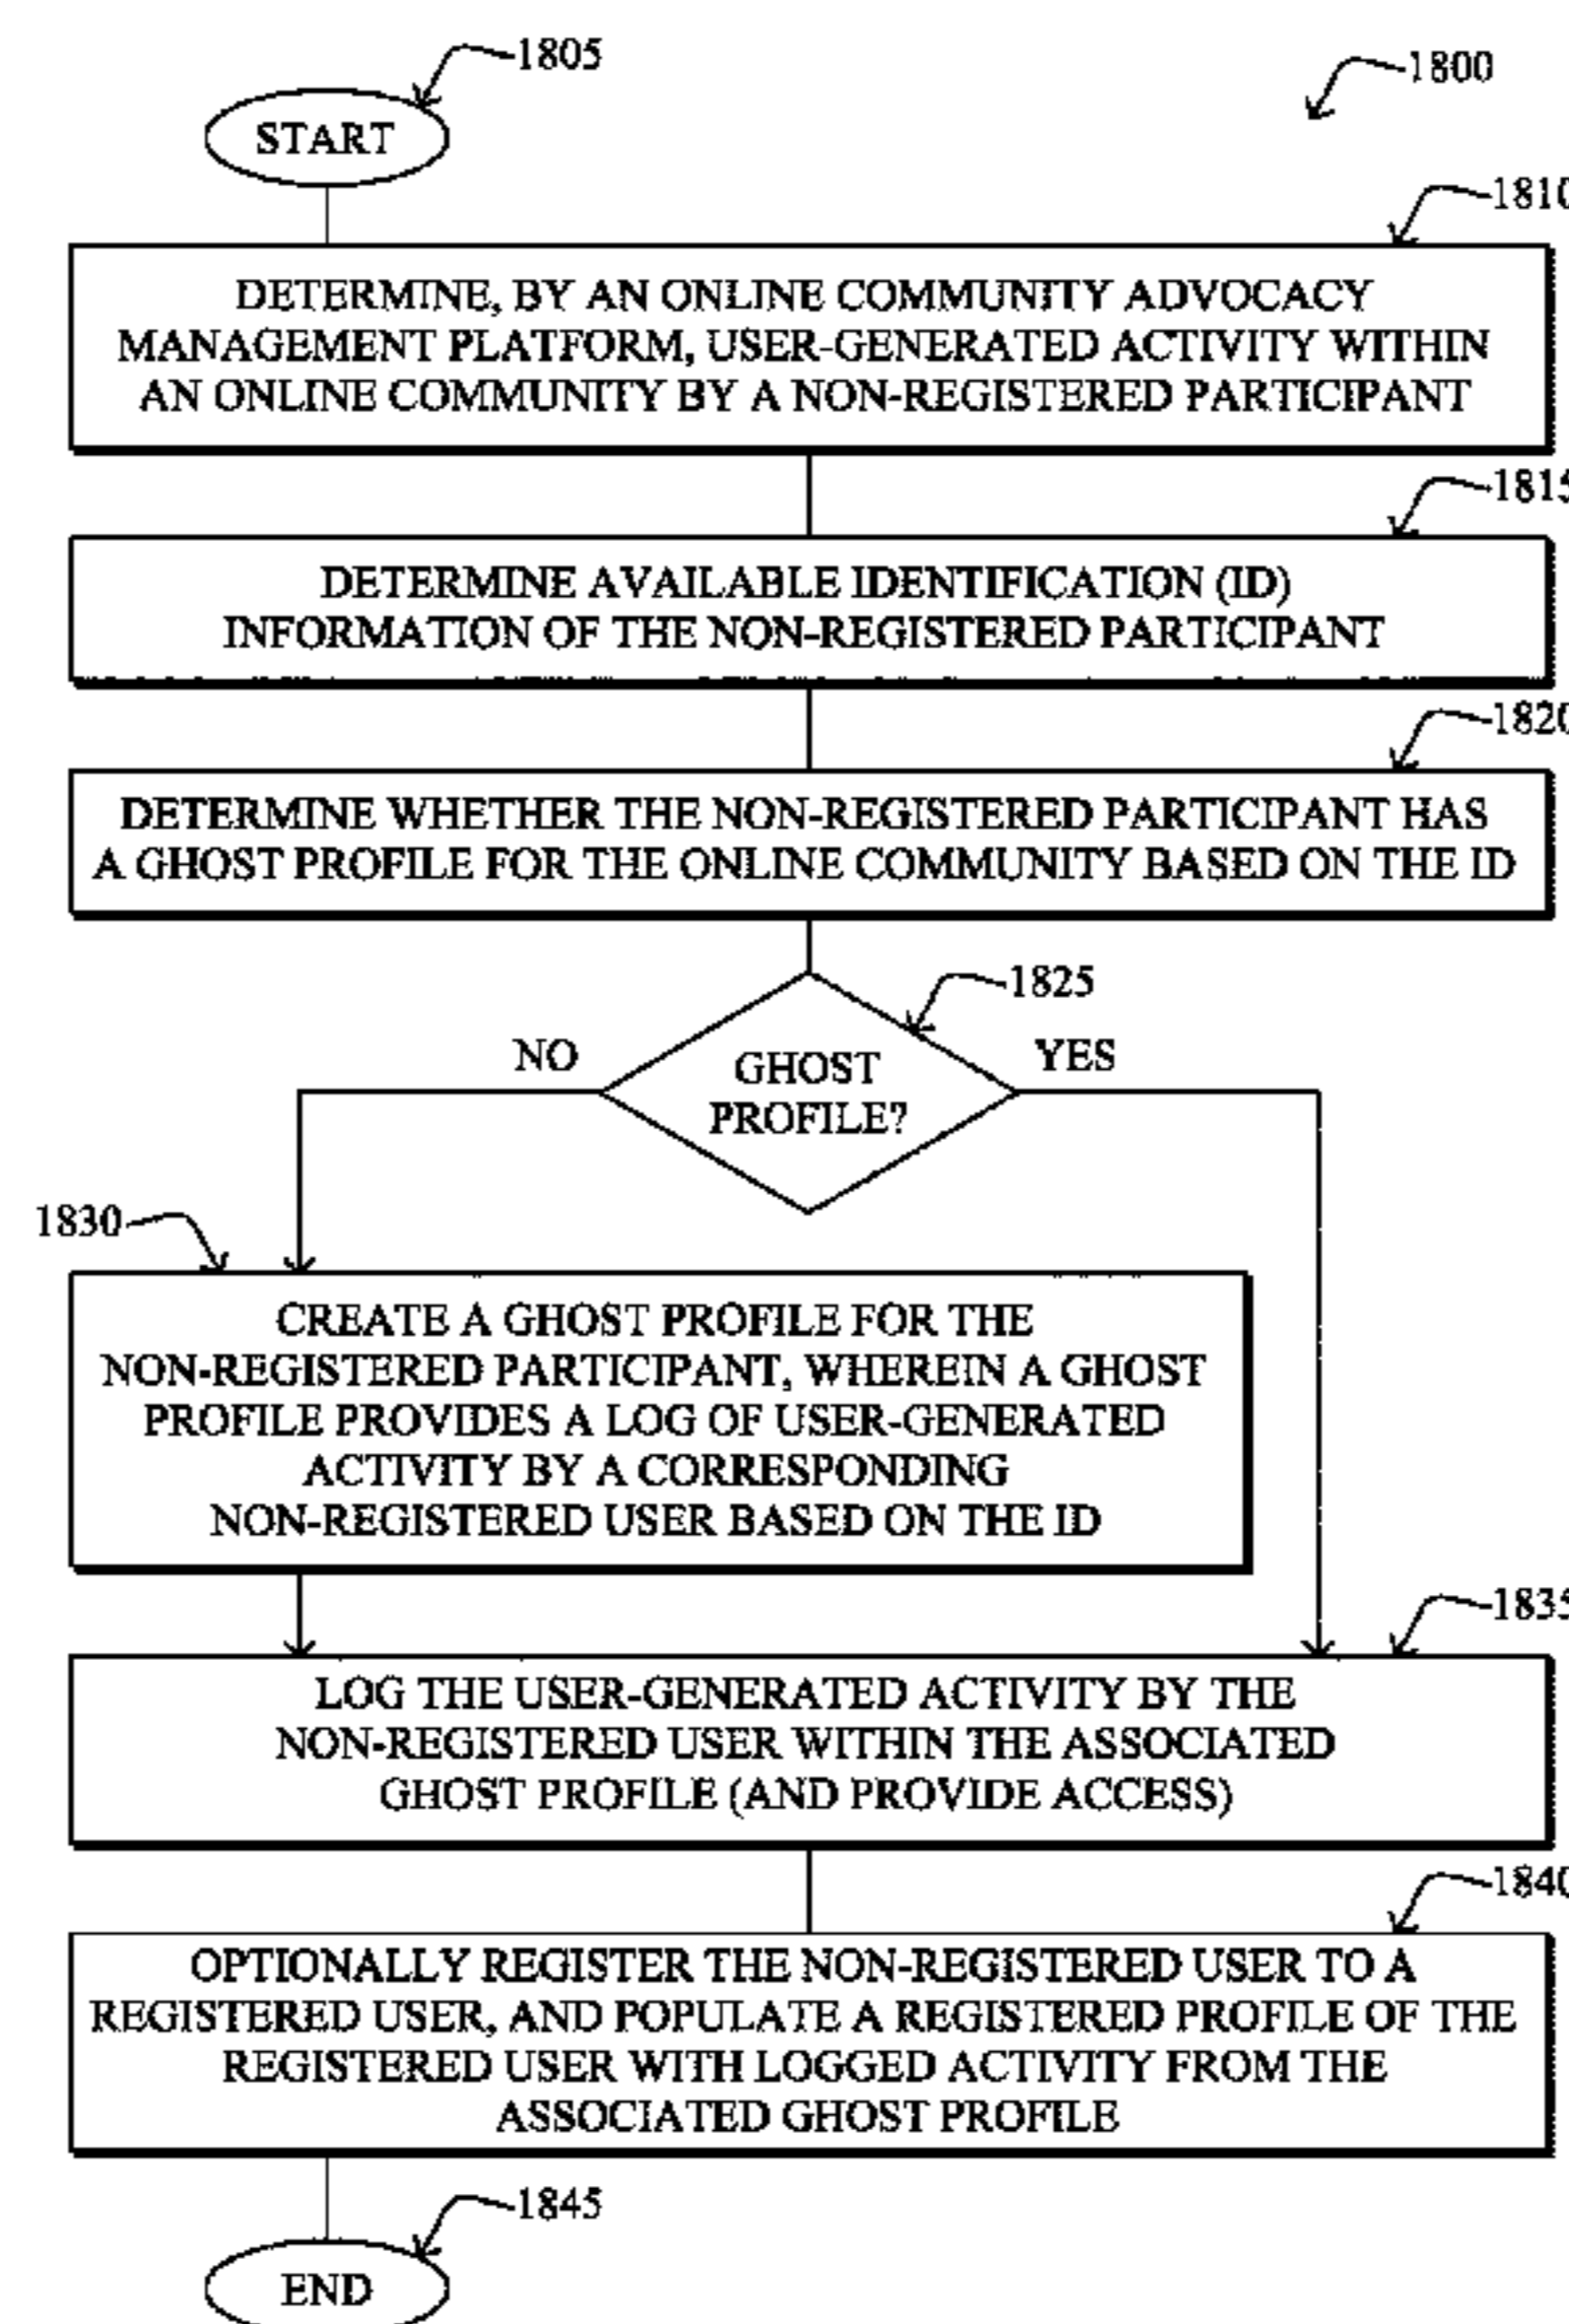 1805
1800
START
1810
DETERMINE, BY AN ONLINE COMMUNITY ADVOCACY
MANAGEMENT PLATFORM, USER-GENERATED ACTIVITY WITHIN
AN ONLINE COMMUNITY BY A NON-REGISTERED PARTICIPANT
1815
DETERMINE AVAILABLE IDENTIFICATION (ID)
INFORMATION OF THE NON-REGISTERED PARTICIPANT
1820
DETERMINE WHETHER THE NON-REGISTERED PARTICIPANT HAS
A GHOST PROFILE FOR THE ONLINE COMMUNITY BASED ON THE ID
1825
NO
YES
GHOST
PROFILE?
1830
CREATE A GHOST PROFILE FOR THE
NON-REGISTERED PARTICIPANT, WHEREIN A GHOST
PROFILE PROVIDES A LOG OF USER-GENERATED
ACTIVITY BY A CORRESPONDING
NON-REGISTERED USER BASED ON THE ID
1835
LOG THE USER-GENERATED ACTIVITY BY THE
NON-REGISTERED USER WITHIN THE ASSOCIATED
GHOST PROFILE (AND PROVIDE ACCESS)
1840
OPTIONALLY REGISTER THE NON-REGISTERED USER TO A
REGISTERED USER, AND POPULATE A REGISTERED PROFILE OF THE
REGISTERED USER WITH LOGGED ACTIVITY FROM THE
ASSOCIATED GHOST PROFILE
1845
END